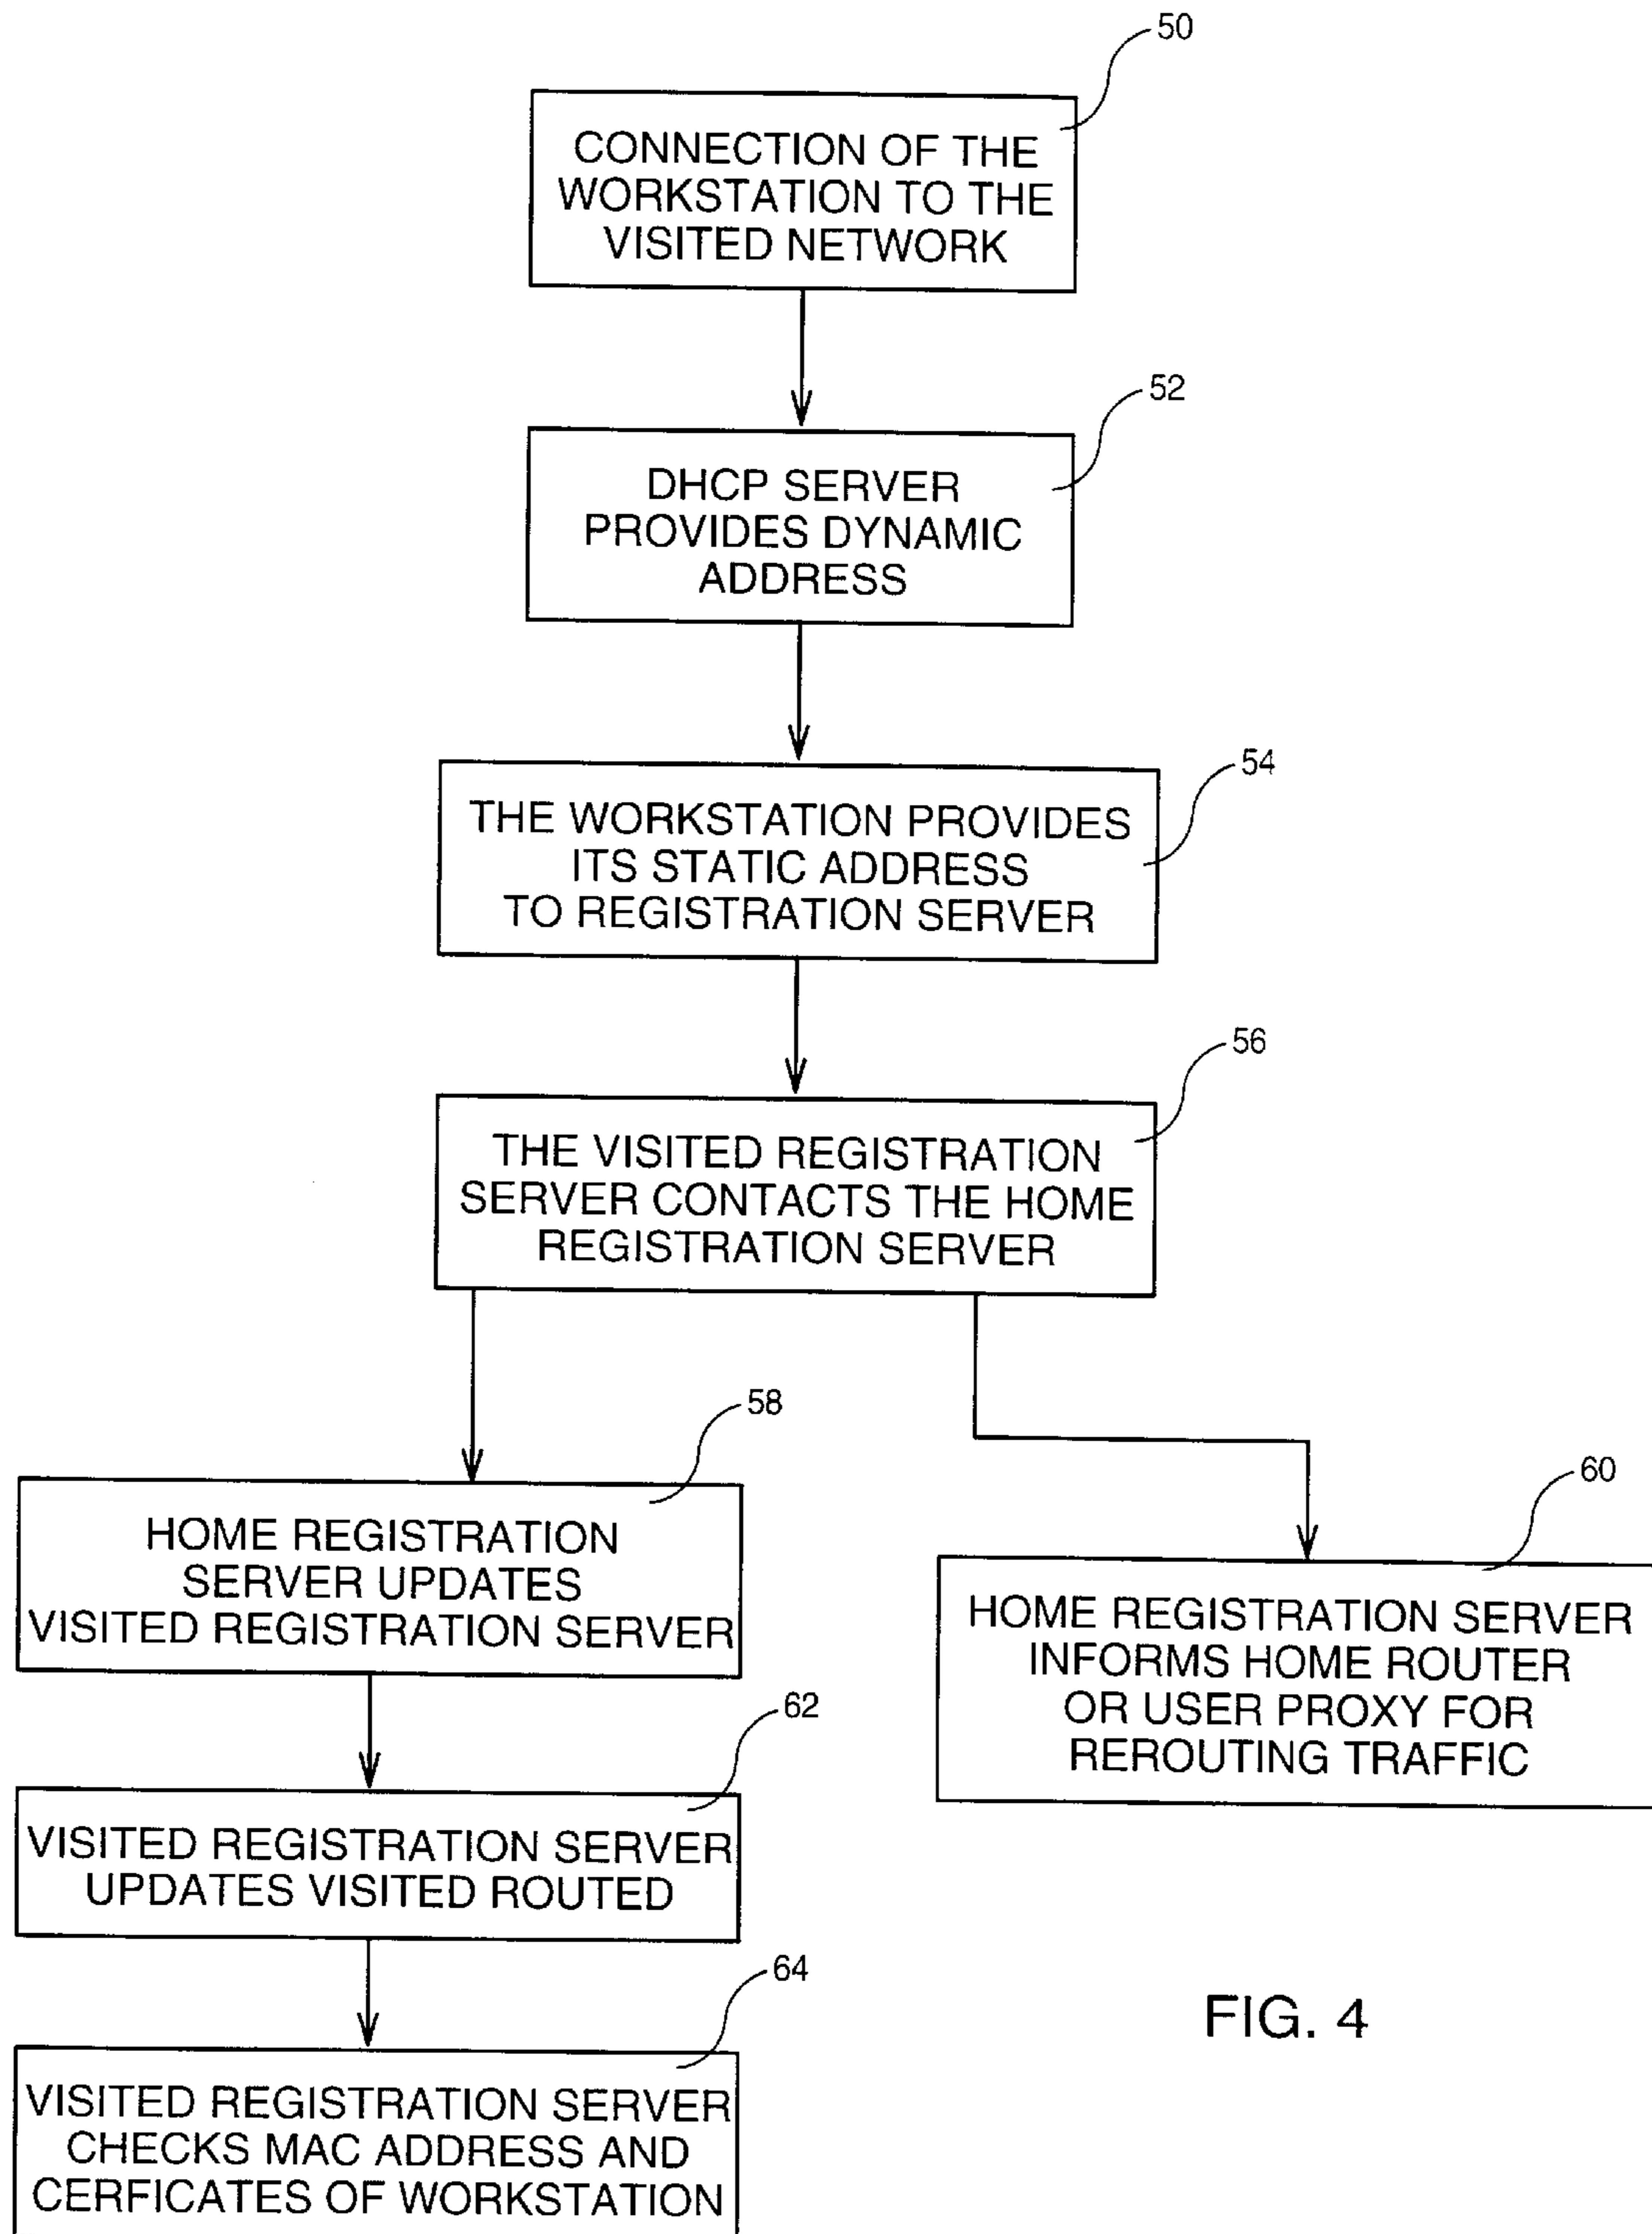 50
CONNECTION OF THE
WORKSTATION TO THE
VISITED NETWORK
52
DHCP SERVER
PROVIDES DYNAMIC
ADDRESS
54
THE WORKSTATION PROVIDES
ITS STATIC ADDRESS
TO REGISTRATION SERVER
56
THE VISITED REGISTRATION
SERVER CONTACTS THE HOME
REGISTRATION SERVER
58
HOME REGISTRATION
SERVER UPDATES
VISITED REGISTRATION SERVER
60
HOME REGISTRATION SERVER
INFORMS HOME ROUTER
OR USER PROXY FOR
REROUTING TRAFFIC
62
VISITED REGISTRATION SERVER
UPDATES VISITED ROUTED
64
VISITED REGISTRATION SERVER
CHECKS MAC ADDRESS AND
CERFICATES OF WORKSTATION
FIG. 4